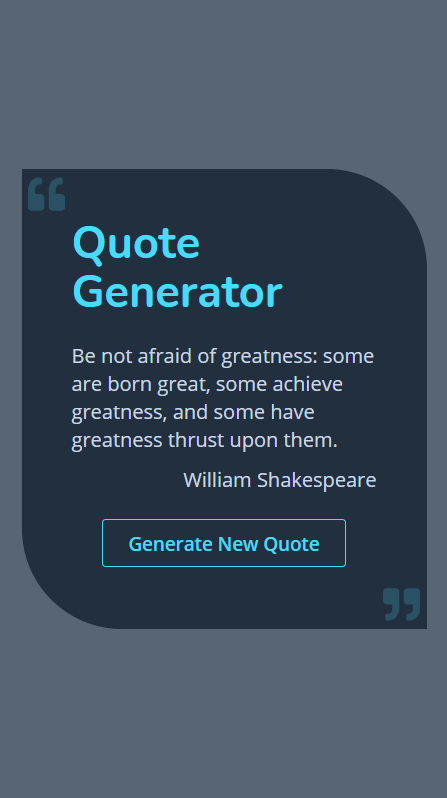 Quote
Generator
Be not afraid of greatness: some
are born great, some achieve
greatness, and some have
greatness thrust upon them.
William Shakespeare
Generate New Quote